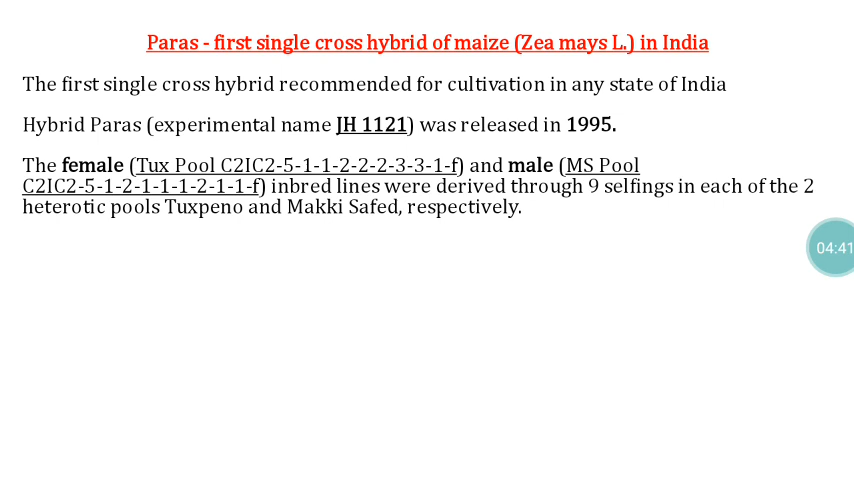 Paras - first single cross hybrid of maize (Zea mays L.) in India
The first single cross hybrid recommended for cultivation in any state of India
Hybrid Paras (experimental name JH 1121) was released in 1995.
The female (Tux Pool C2IC2-5-1-1-2-2-2-3-3-1-f) and male (MS Pool
C2IC2-5-1-2-1-1-1-2-1-1-f) inbred lines were derived through 9 selfings in each of the 2
heterotic pools Tuxpeno and Makki Safed, respectively.
04:41